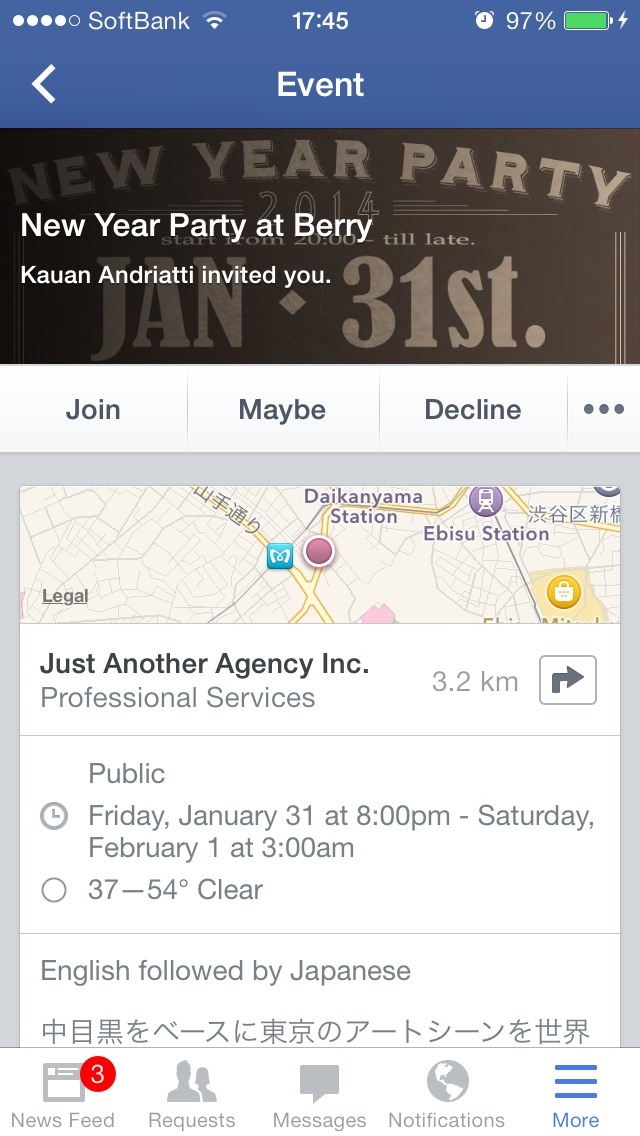 SoftBank 17:45 97%
Event
NEW YEAR PARTY
2014
New Year Party at Berry
start from 20:00 - till late.
Kauan Andriatti invited you.
JAN 31st.
Join Maybe Decline
山手通り
Daikanyama
Station
Ebisu Station
渋谷区新橋
Legal
Just Another Agency Inc.
Professional Services
3.2 km
Public
Friday, January 31 at 8:00pm - Saturday,
February 1 at 3:00am
37—54° Clear
English followed by Japanese
中目黒をベースに東京のアートシーンを世界
3
News Feed Requests Messages Notifications More